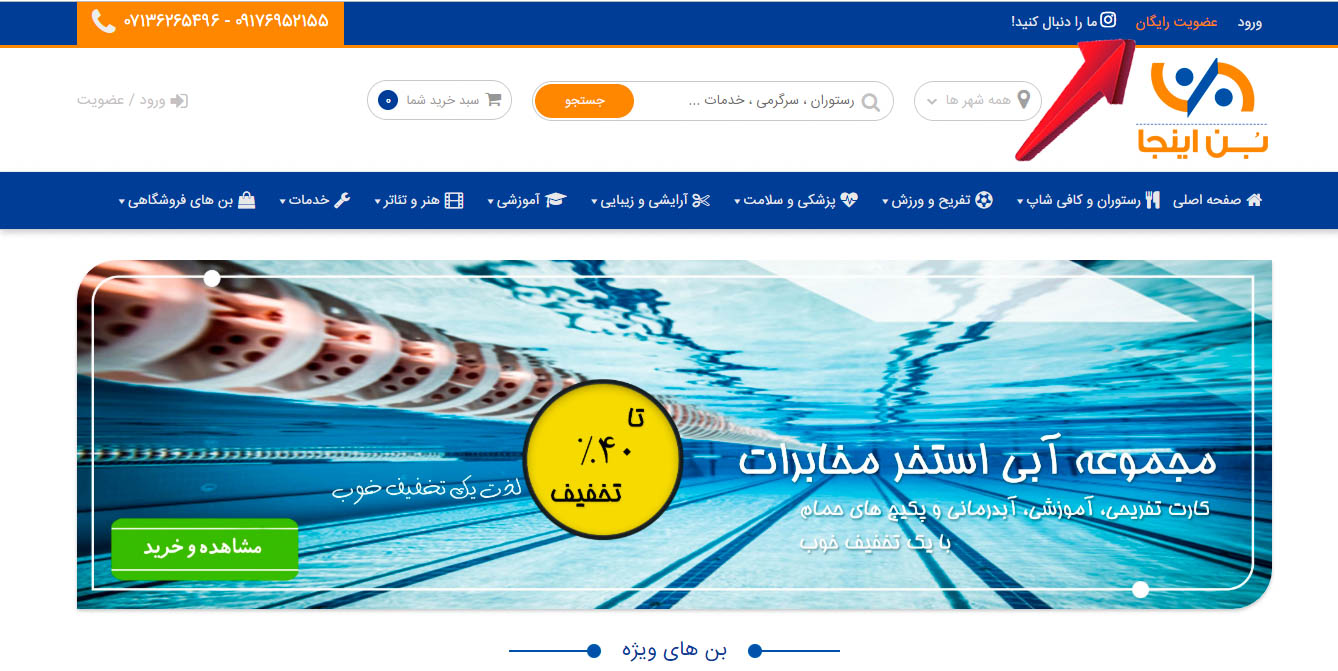 ورود
عضویت رایگان
ما را دنبال کنید!
۰۷۱۳۶۲۶۵۴۹۶ - ۰۹۱۷۶۹۵۲۱۵۵
بُـن اینجا
همه شهر ها
رستوران ، سرگرمی ، خدمات ...
جستجو
سبد خرید شما
۰
ورود / عضویت
صفحه اصلی
رستوران و کافی شاپ
تفریح و ورزش
پزشکی و سلامت
آرایشی و زیبایی
آموزشی
هنر و تئاتر
خدمات
بن های فروشگاهی
مجموعه آبی استخر مخابرات
کارت تفریحی، آموزشی، آبدرمانی و پکیج های حمام
با یک تخفیف خوب
تا
۴۰٪
تخفیف
لذت یک تخفیف خوب
مشاهده و خرید
بن های ویژه